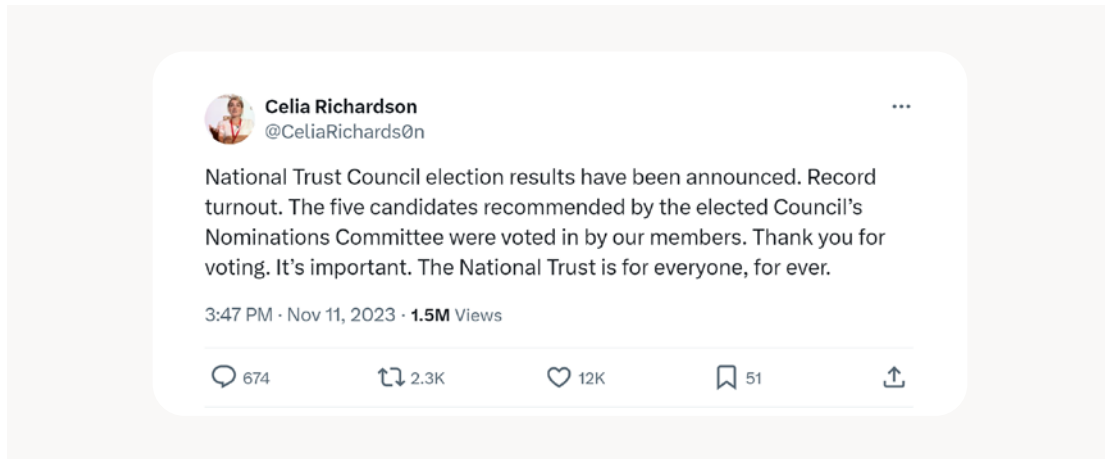 Celia Richardson
@CeliaRichards0n
National Trust Council election results have been announced. Record
turnout. The five candidates recommended by the elected Council’s
Nominations Committee were voted in by our members. Thank you for
voting. It’s important. The National Trust is for everyone, for ever.
3:47 PM · Nov 11, 2023 · 1.5M Views
674 2.3K 12K 51